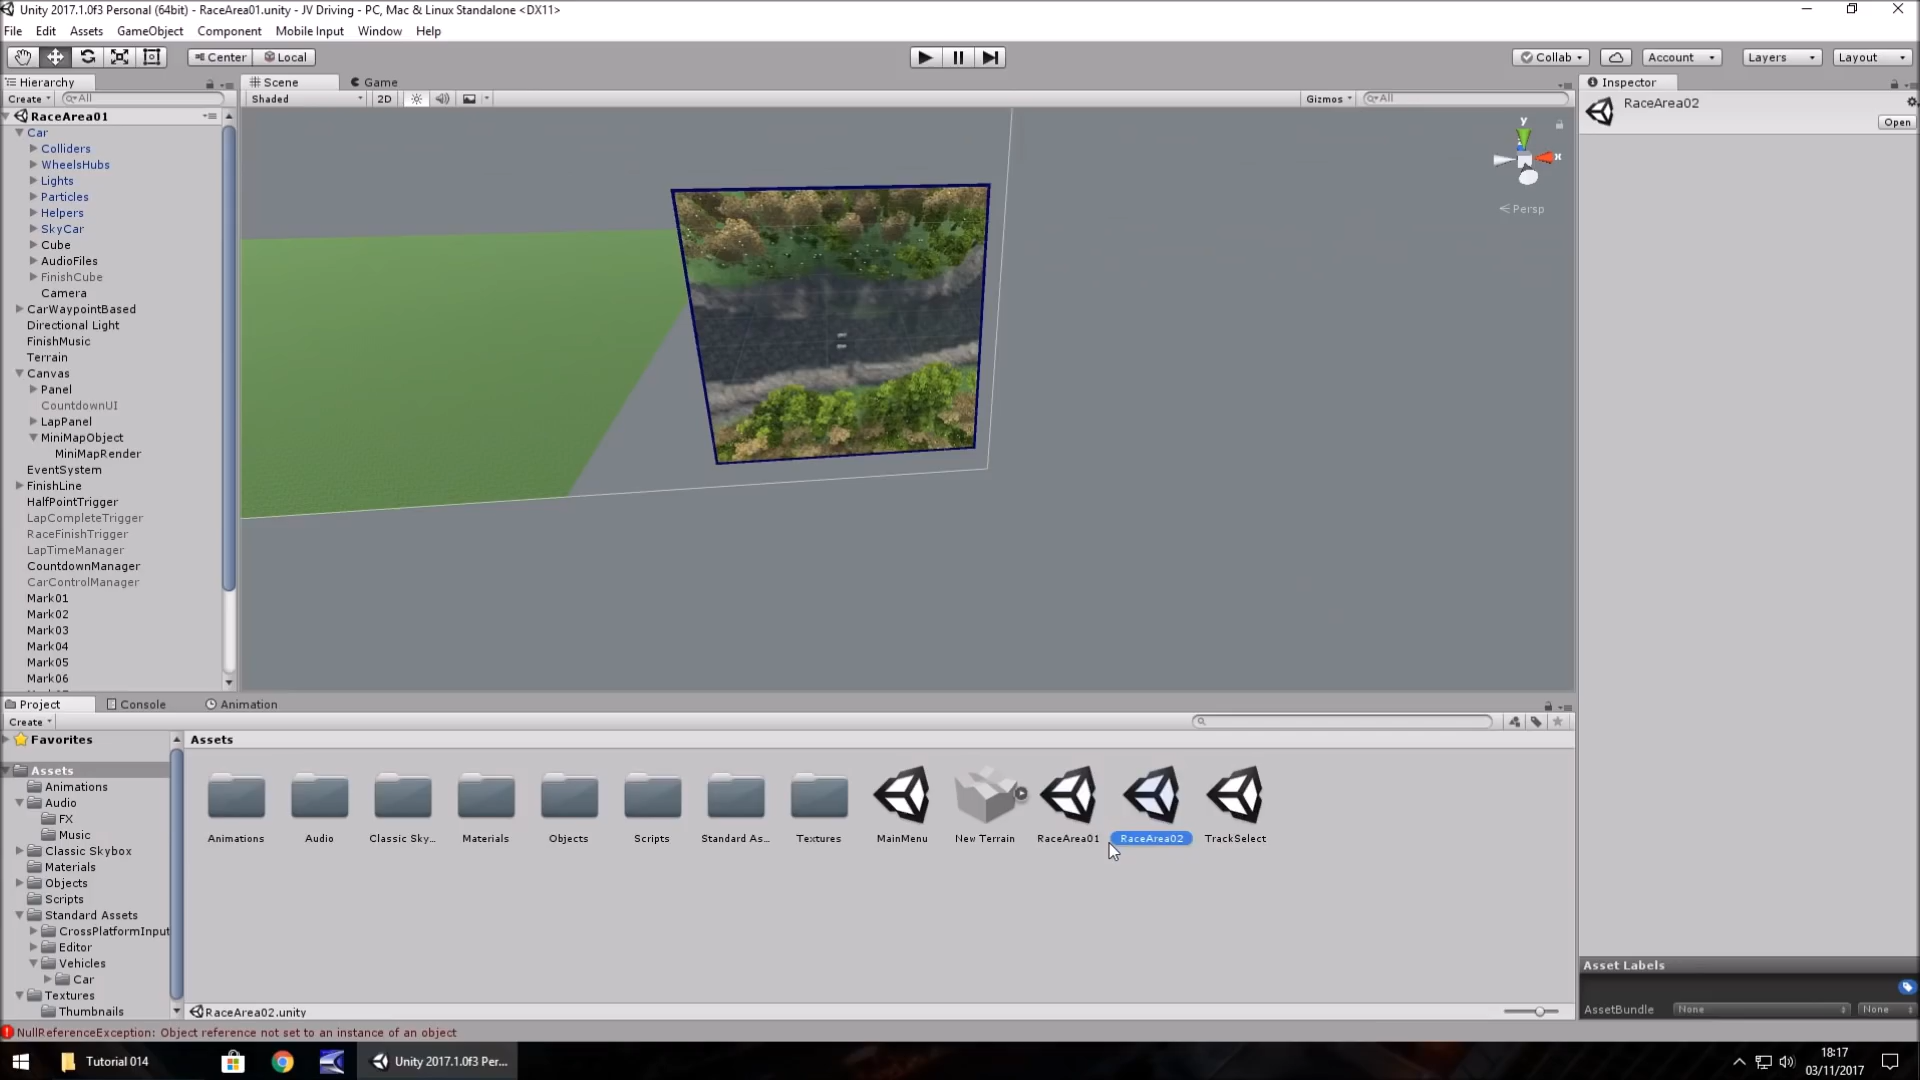 Unity 2017.1.0f3 Personal (64bit) - RaceArea01.unity - JV Driving - PC, Mac & Linux Standalone <DX11>
File Edit Assets GameObject Component Mobile Input Window Help
Center Local Collab Account Layers Layout
Hierarchy Scene Game Inspector
Create All Shaded 2D Gizmos All
RaceArea02
Open
RaceArea01
Car
Colliders
WheelsHubs
Lights
Particles
Helpers
SkyCar
Cube
AudioFiles
FinishCube
Camera
CarWaypointBased
Directional Light
FinishMusic
Terrain
Canvas
Panel
CountdownUI
LapPanel
MiniMapObject
MiniMapRender
EventSystem
FinishLine
HalfPointTrigger
LapCompleteTrigger
RaceFinishTrigger
LapTimeManager
CountdownManager
CarControlManager
Mark01
Mark02
Mark03
Mark04
Mark05
Mark06
y
x
Persp
Project Console Animation
Create
Favorites
Assets
Animations
Audio
FX
Music
Classic Skybox
Materials
Objects
Scripts
Standard Assets
CrossPlatformInput
Editor
Vehicles
Car
Textures
Thumbnails
Assets
Animations Audio Classic Sky... Materials Objects Scripts Standard As... Textures MainMenu New Terrain RaceArea01 RaceArea02 TrackSelect
RaceArea02.unity
Asset Labels
AssetBundle None None
NullReferenceException: Object reference not set to an instance of an object
Tutorial 014 Unity 2017.1.0f3 Per... 18:17
03/11/2017